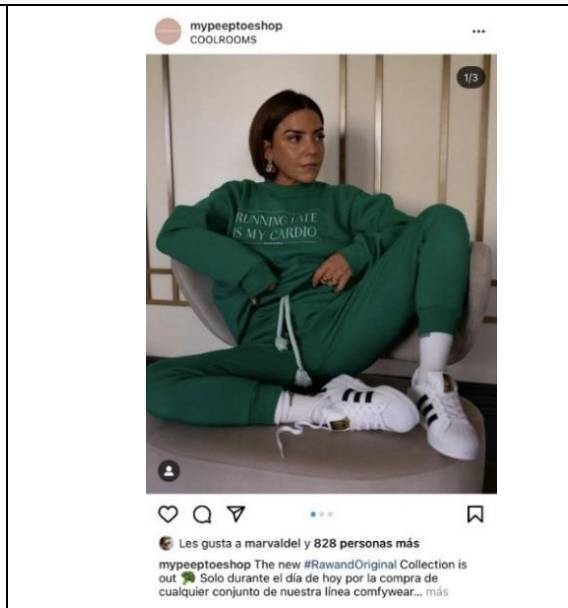 mypeeptoeshop
COOLROOMS
1/3
RUNNING LATE
IS MY CARDIO
Les gusta a marvaldel y 828 personas más
mypeeptoeshop The new #RawandOriginal Collection is
out 🥦 Solo durante el día de hoy por la compra de
cualquier conjunto de nuestra línea comfywear... más